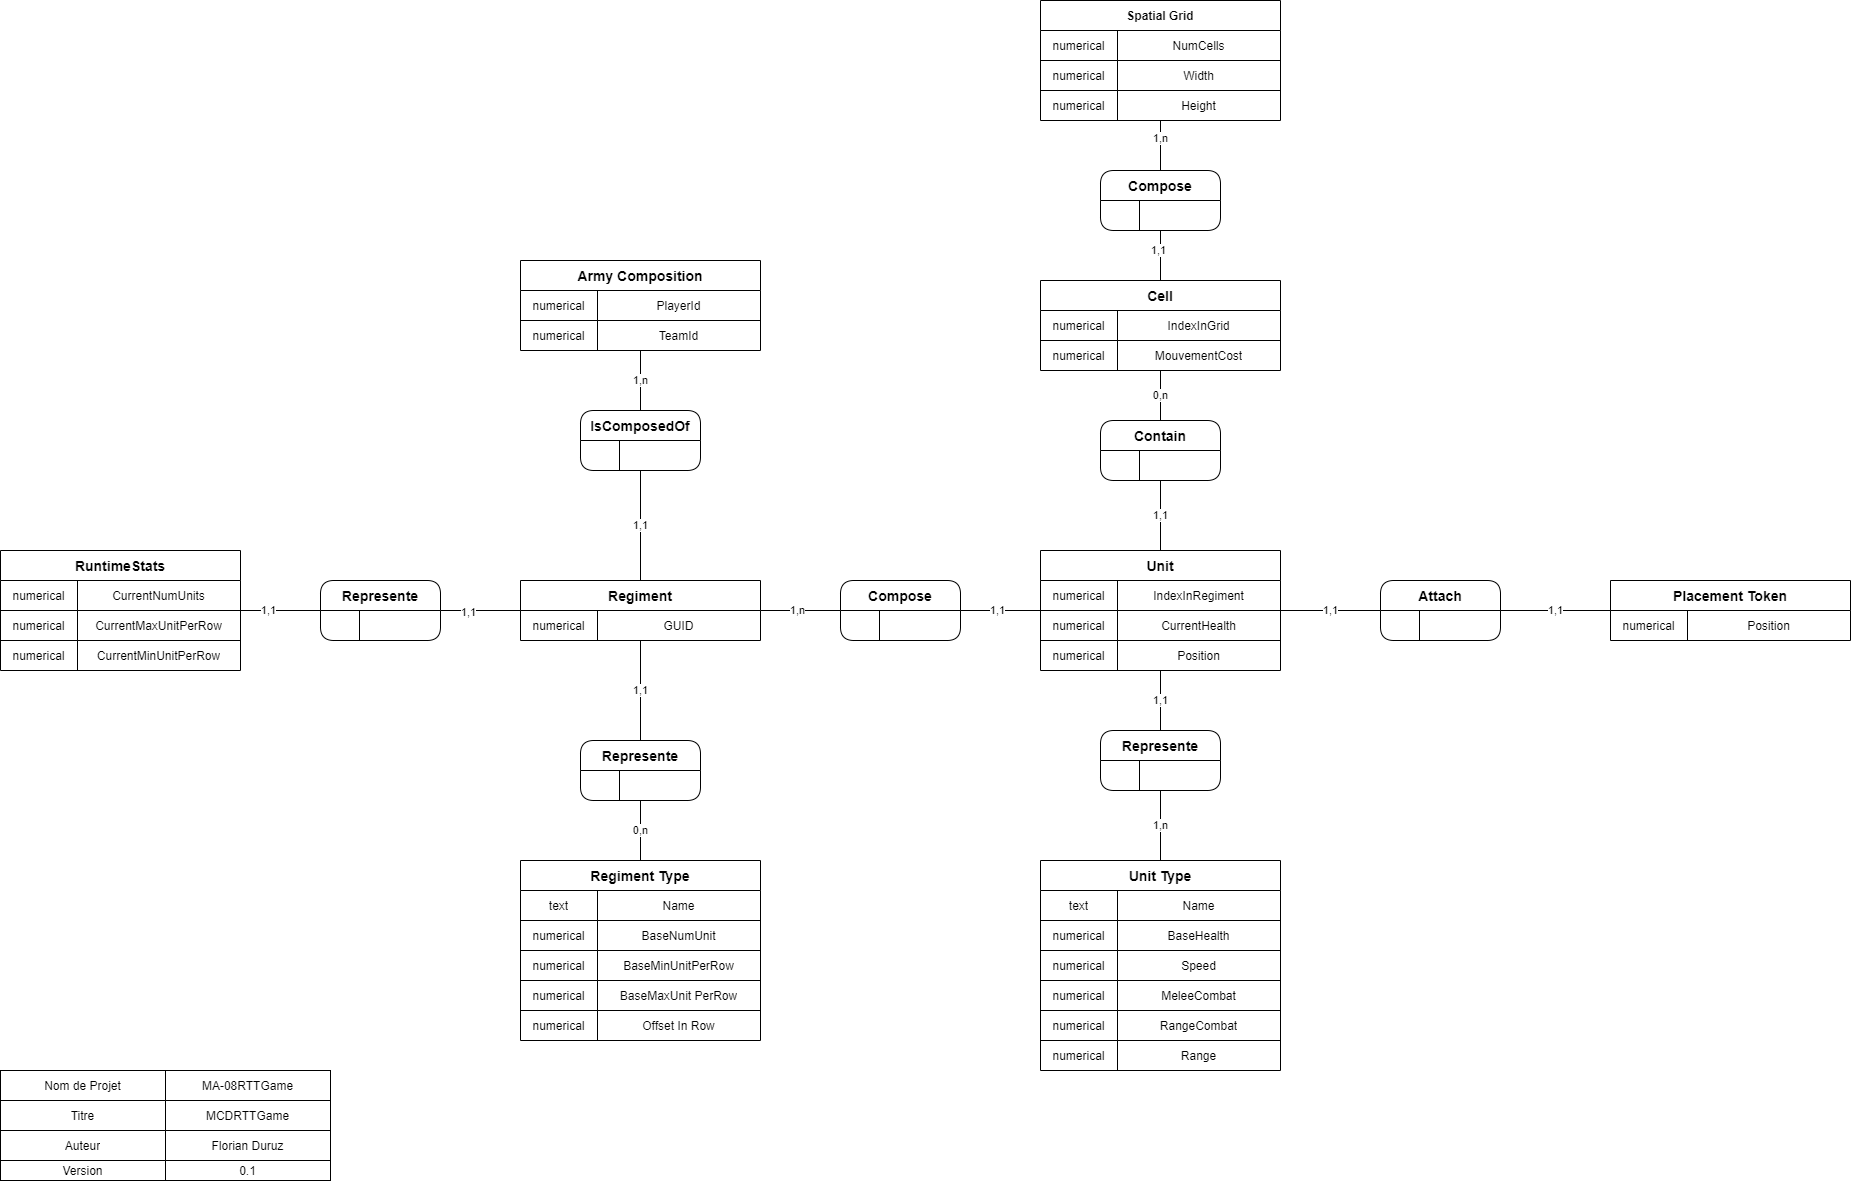 Spatial Grid
numerical NumCells
numerical Width
numerical Height
1,n
Compose
1,1
Army Composition
numerical PlayerId
numerical TeamId
1,n
IsComposedOf
1,1
Cell
numerical IndexInGrid
numerical MouvementCost
0,n
Contain
1,1
RuntimeStats
numerical CurrentNumUnits
numerical CurrentMaxUnitPerRow
numerical CurrentMinUnitPerRow
1,1
Represente
1,1
Regiment
numerical GUID
1,n
Compose
1,1
Unit
numerical IndexInRegiment
numerical CurrentHealth
numerical Position
1,1
Attach
1,1
Placement Token
numerical Position
1,1
Represente
0,n
Regiment Type
text Name
numerical BaseNumUnit
numerical BaseMinUnitPerRow
numerical BaseMaxUnit PerRow
numerical Offset In Row
1,1
Represente
1,n
Unit Type
text Name
numerical BaseHealth
numerical Speed
numerical MeleeCombat
numerical RangeCombat
numerical Range
Nom de Projet MA-08RTTGame
Titre MCDRTTGame
Auteur Florian Duruz
Version 0.1